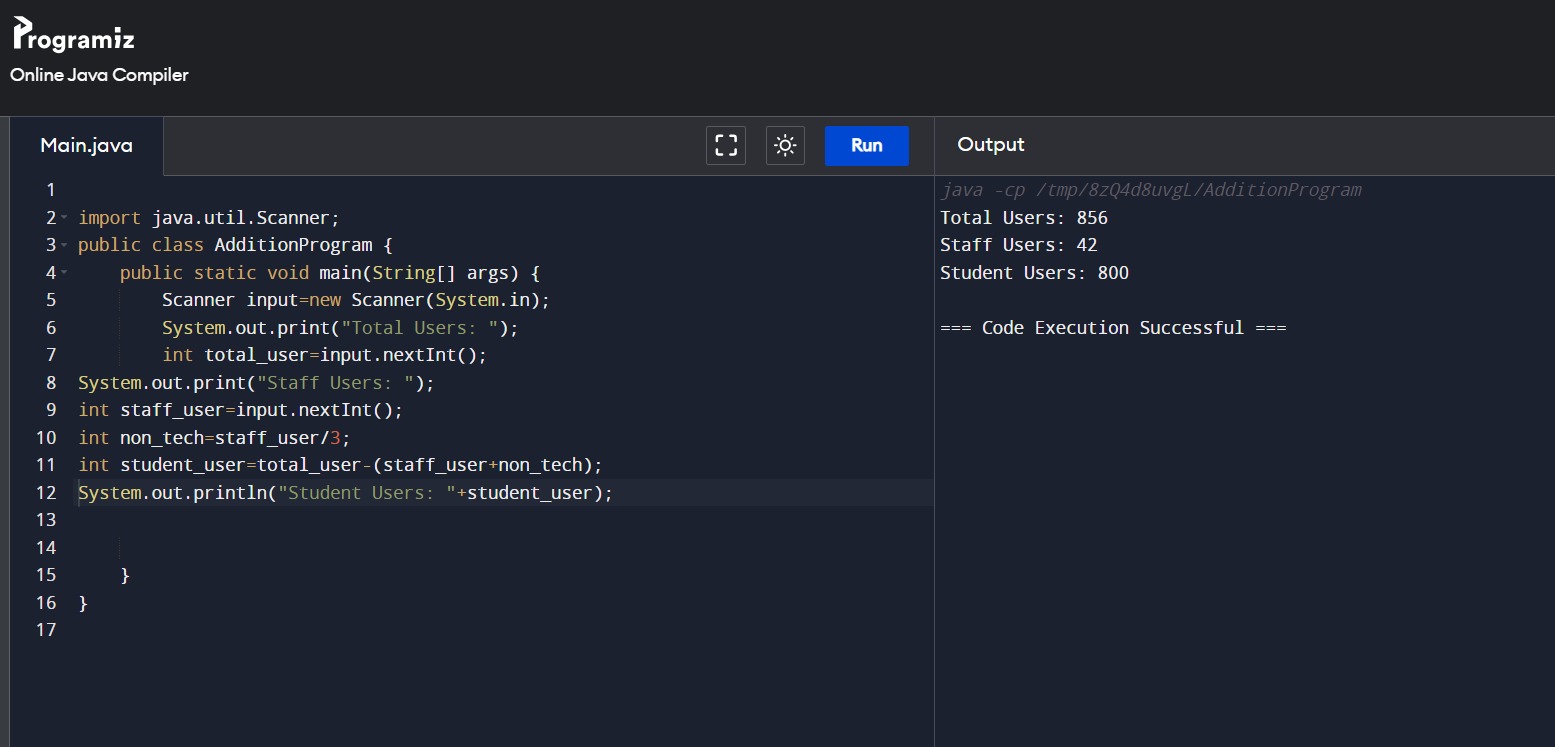 Programiz
Online Java Compiler
Main.java
Run
Output
1
2 import java.util.Scanner;
3 public class AdditionProgram {
4     public static void main(String[] args) {
5         Scanner input=new Scanner(System.in);
6         System.out.print("Total Users: ");
7         int total_user=input.nextInt();
8 System.out.print("Staff Users: ");
9 int staff_user=input.nextInt();
10 int non_tech=staff_user/3;
11 int student_user=total_user-(staff_user+non_tech);
12 System.out.println("Student Users: "+student_user);
13
14
15     }
16 }
17
java -cp /tmp/8zQ4d8uvgL/AdditionProgram
Total Users: 856
Staff Users: 42
Student Users: 800
=== Code Execution Successful ===